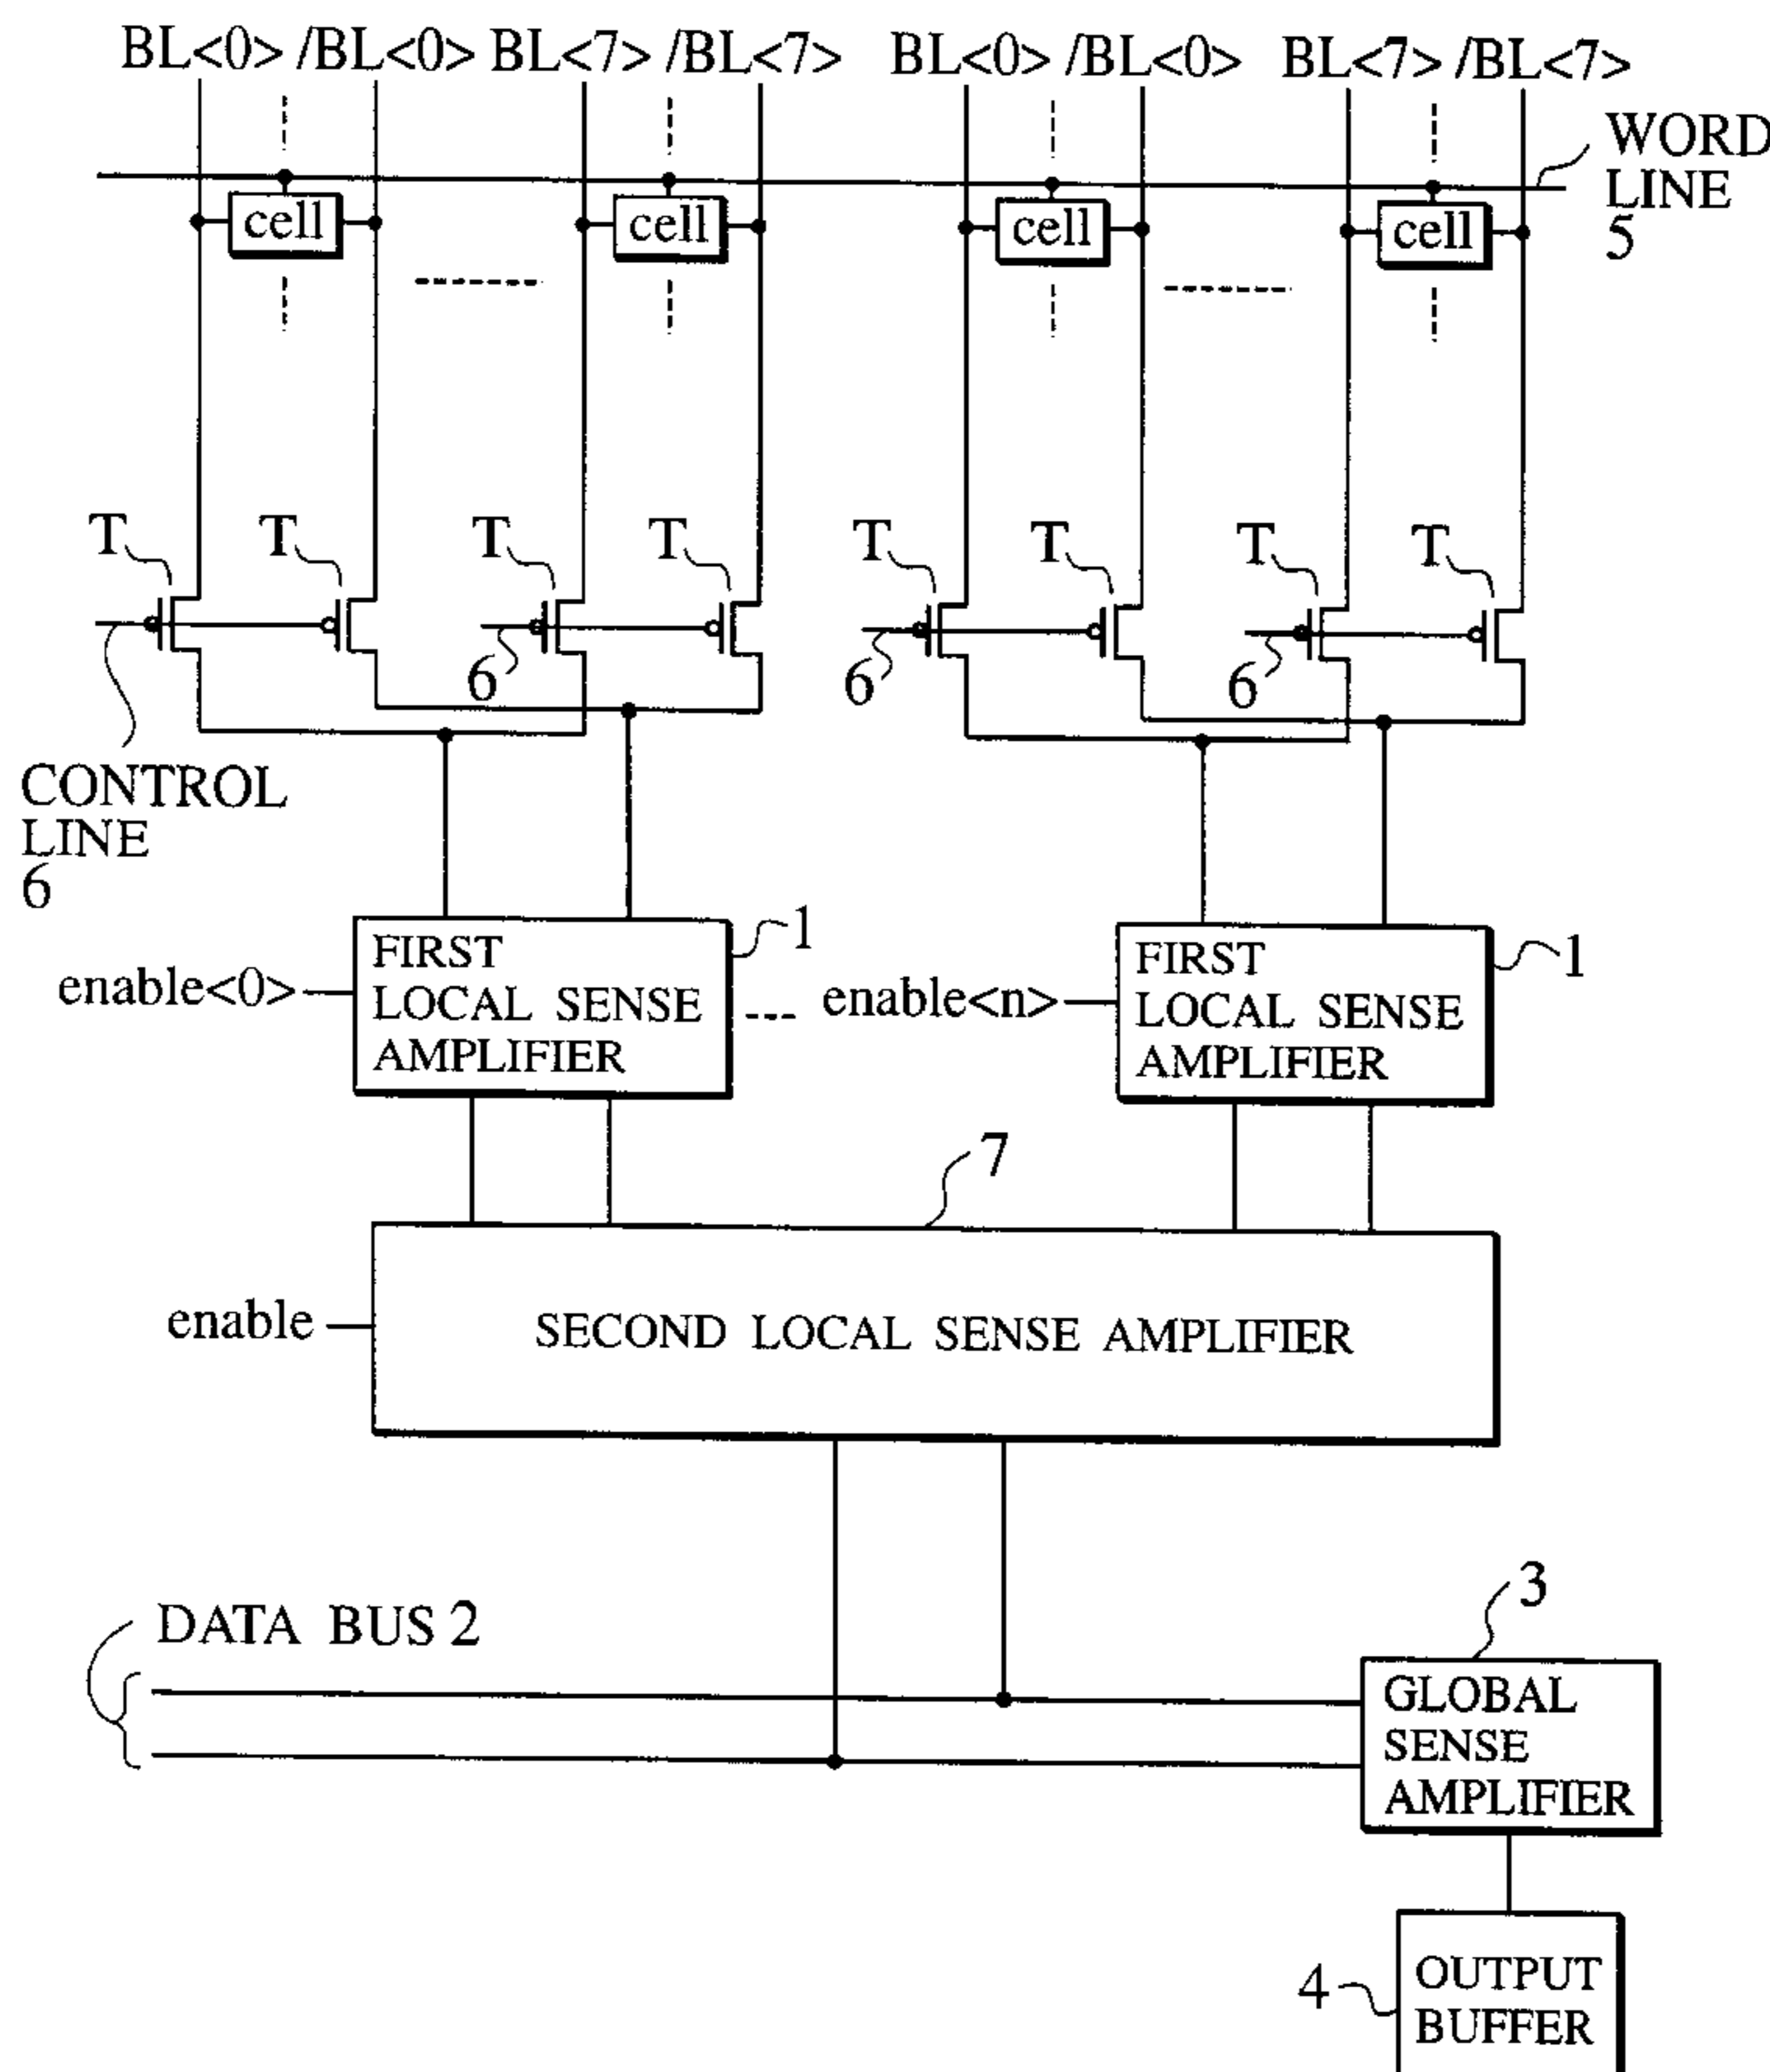 BL<0> /BL<0> BL<7> /BL<7> BL<0> /BL<0> BL<7> /BL<7>
WORD
LINE
5
cell cell cell cell
T T T T T T T T
6 6 6
CONTROL
LINE
6
1 1
enable<0>
FIRST
LOCAL SENSE
AMPLIFIER
enable<n>
FIRST
LOCAL SENSE
AMPLIFIER
7
enable
SECOND LOCAL SENSE AMPLIFIER
DATA BUS 2
3
GLOBAL
SENSE
AMPLIFIER
4
OUTPUT
BUFFER